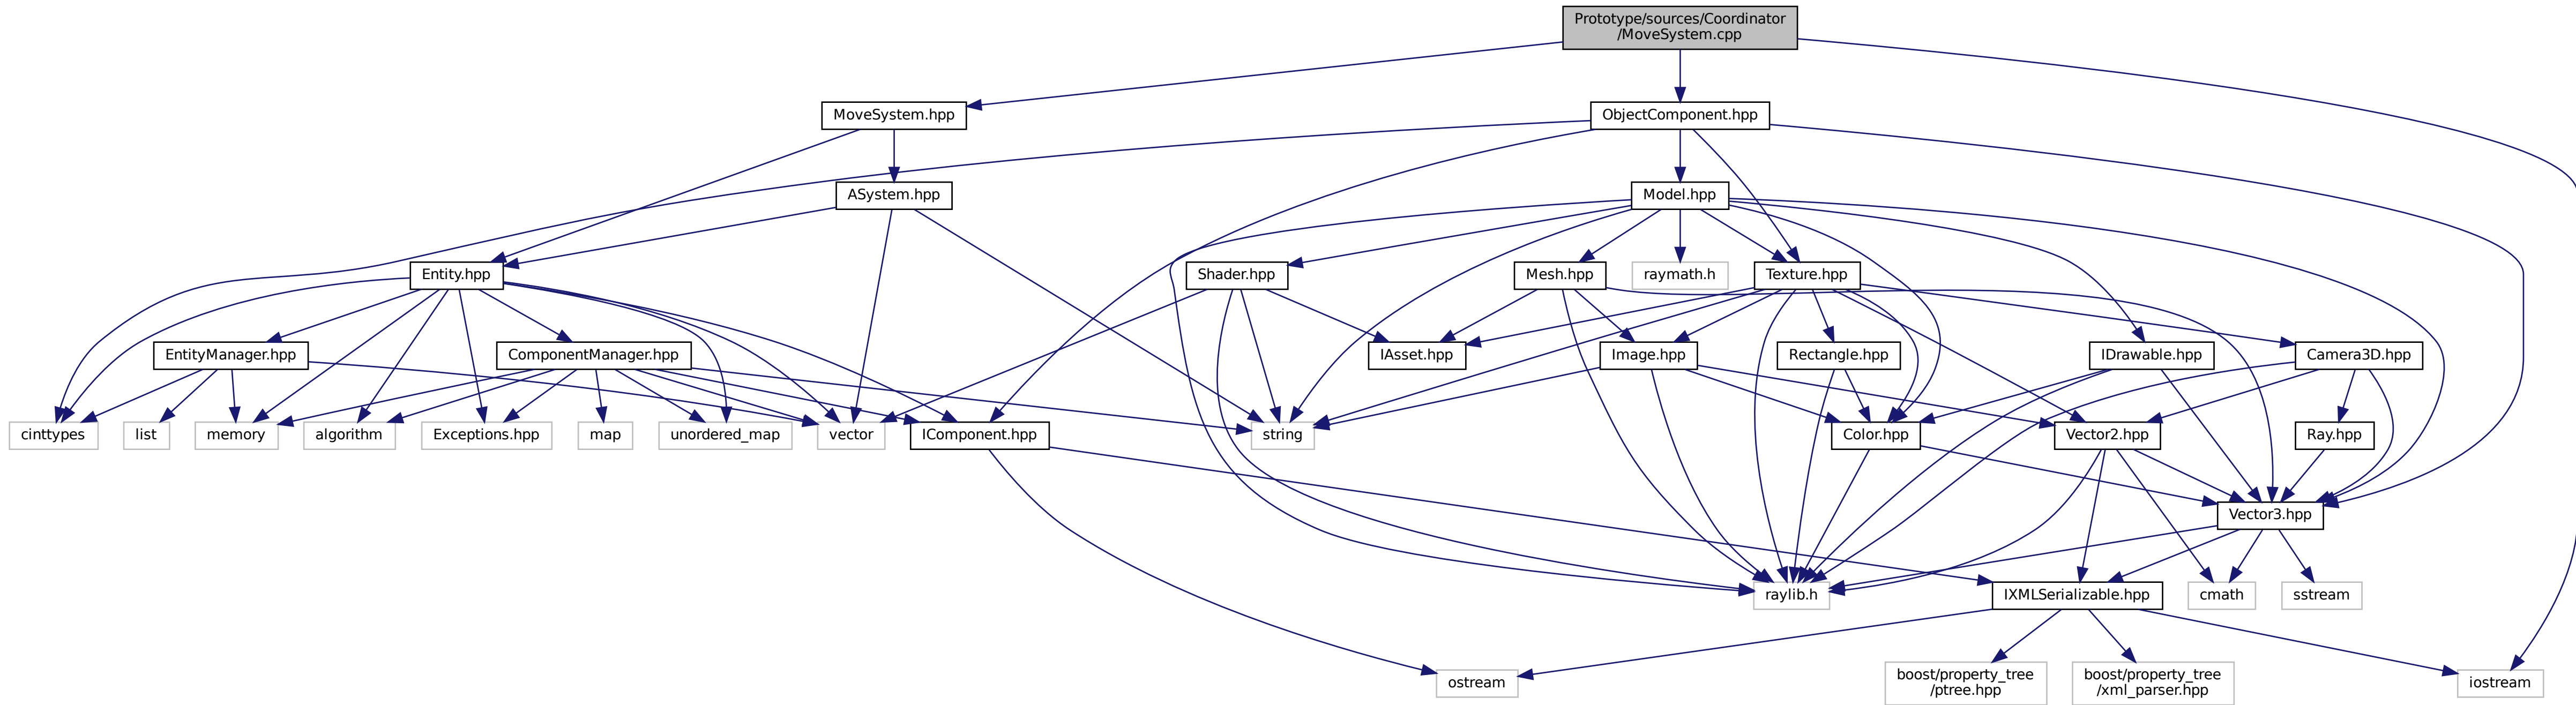 Prototype/sources/Coordinator
/MoveSystem.cpp
MoveSystem.hpp
ObjectComponent.hpp
ASystem.hpp
Model.hpp
Entity.hpp
Shader.hpp
Mesh.hpp
raymath.h
Texture.hpp
EntityManager.hpp
ComponentManager.hpp
IAsset.hpp
Image.hpp
Rectangle.hpp
IDrawable.hpp
Camera3D.hpp
cinttypes
list
memory
algorithm
Exceptions.hpp
map
unordered_map
vector
IComponent.hpp
string
Color.hpp
Vector2.hpp
Ray.hpp
Vector3.hpp
raylib.h
IXMLSerializable.hpp
cmath
sstream
ostream
boost/property_tree
/ptree.hpp
boost/property_tree
/xml_parser.hpp
iostream